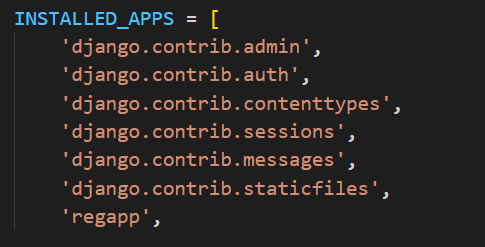 INSTALLED_APPS = [
    'django.contrib.admin',
    'django.contrib.auth',
    'django.contrib.contenttypes',
    'django.contrib.sessions',
    'django.contrib.messages',
    'django.contrib.staticfiles',
    'regapp',